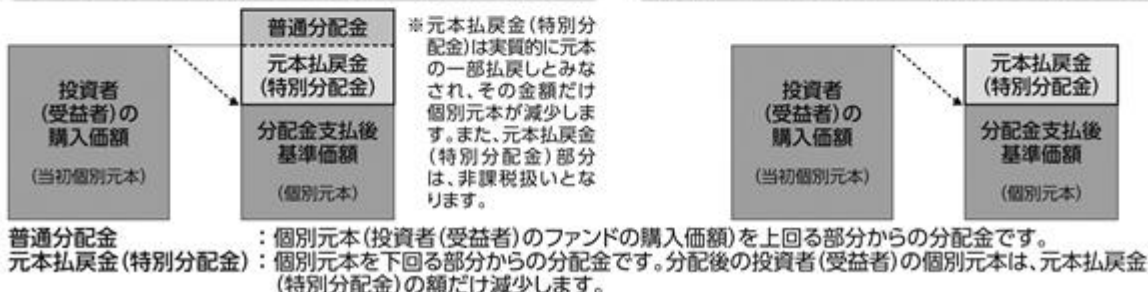 普通分配金
元本払戻金
(特別分配金)
投資者
(受益者)の
購入価額
(当初個別元本)
分配金支払後
基準価額
(個別元本)
※元本払戻金(特別分
配金)は実質的に元本
の一部払戻しとみな
され、その金額だけ
個別元本が減少しま
す。また、元本払戻金
(特別分配金)部分
は、非課税扱いとな
ります。
投資者
(受益者)の
購入価額
(当初個別元本)
元本払戻金
(特別分配金)
分配金支払後
基準価額
(個別元本)
普通分配金 :個別元本(投資者(受益者)のファンドの購入価額)を上回る部分からの分配金です。
元本払戻金(特別分配金):個別元本を下回る部分からの分配金です。分配後の投資者(受益者)の個別元本は、元本払戻金
(特別分配金)の額だけ減少します。